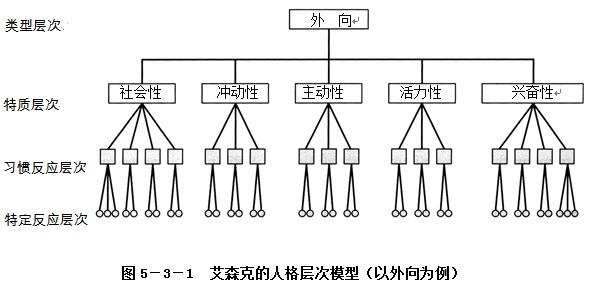 类型层次
外 向
特质层次
社会性 冲动性 主动性 活力性 兴奋性
习惯反应层次
特定反应层次
图 5－3－1 艾森克的人格层次模型（以外向为例）